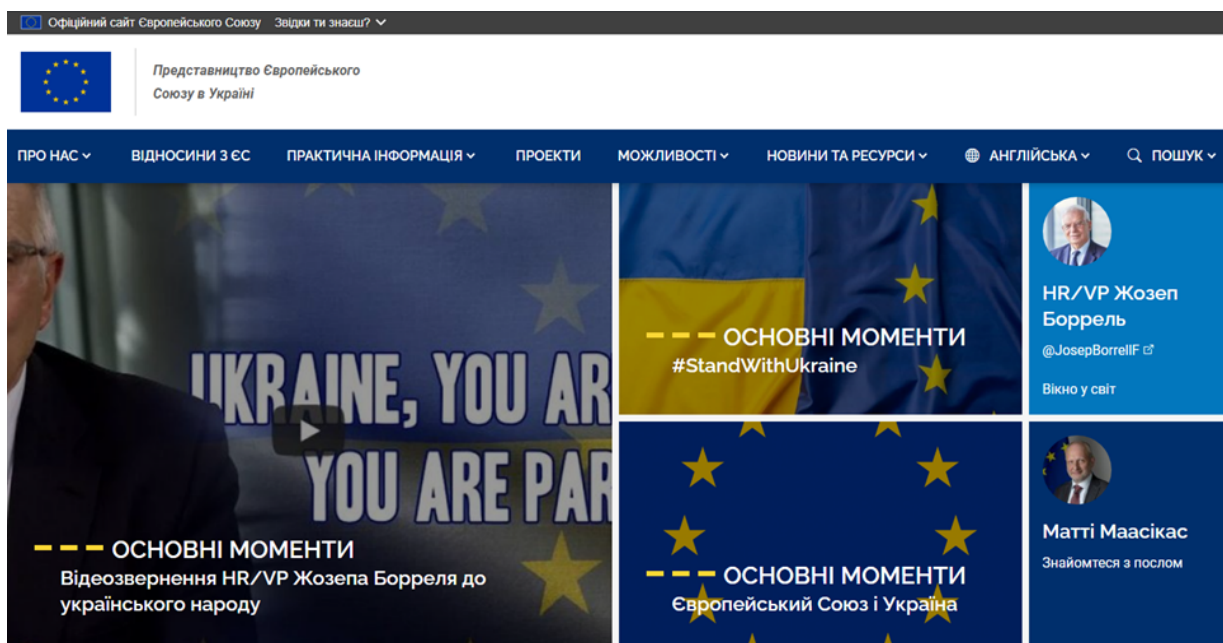 Офіційний сайт Європейського Союзу Звідки ти знаєш?
Представництво Європейського
Союзу в Україні
ПРО НАС ВІДНОСИНИ З ЄС ПРАКТИЧНА ІНФОРМАЦІЯ ПРОЕКТИ МОЖЛИВОСТІ НОВИНИ ТА РЕСУРСИ АНГЛІЙСЬКА ПОШУК
UKRAINE, YOU AR
YOU ARE PAR
ОСНОВНІ МОМЕНТИ
Відеозвернення HR/VP Жозепа Борреля до
українського народу
ОСНОВНІ МОМЕНТИ
#StandWithUkraine
ОСНОВНІ МОМЕНТИ
Європейський Союз і Україна
HR/VP Жозеп
Боррель
@JosepBorrellF
Вікно у світ
Матті Маасікас
Знайомтеся з послом